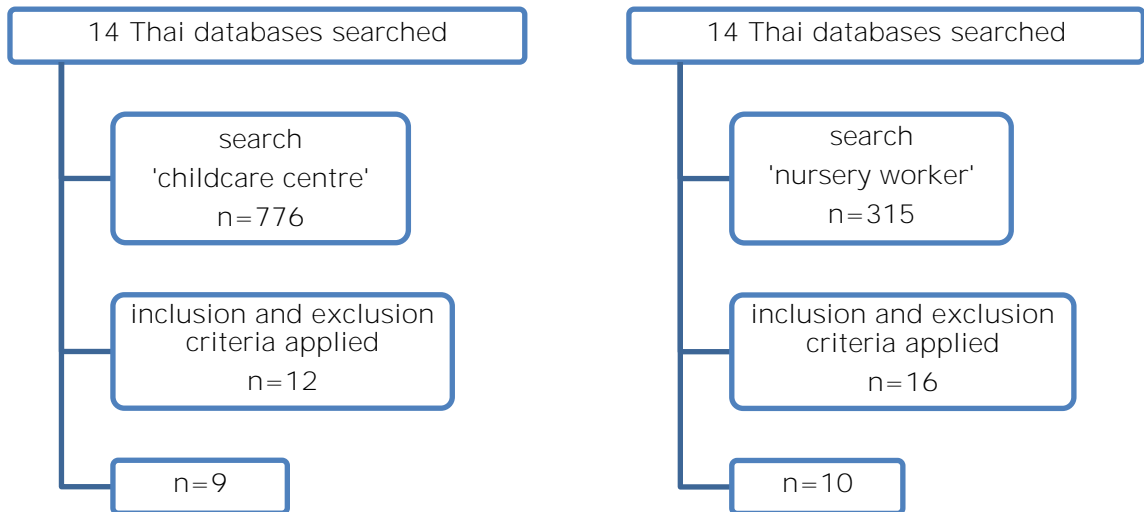 14 Thai databases searched
search
'childcare centre'
n=776
inclusion and exclusion
criteria applied
n=12
n=9
14 Thai databases searched
search
'nursery worker'
n=315
inclusion and exclusion
criteria applied
n=16
n=10